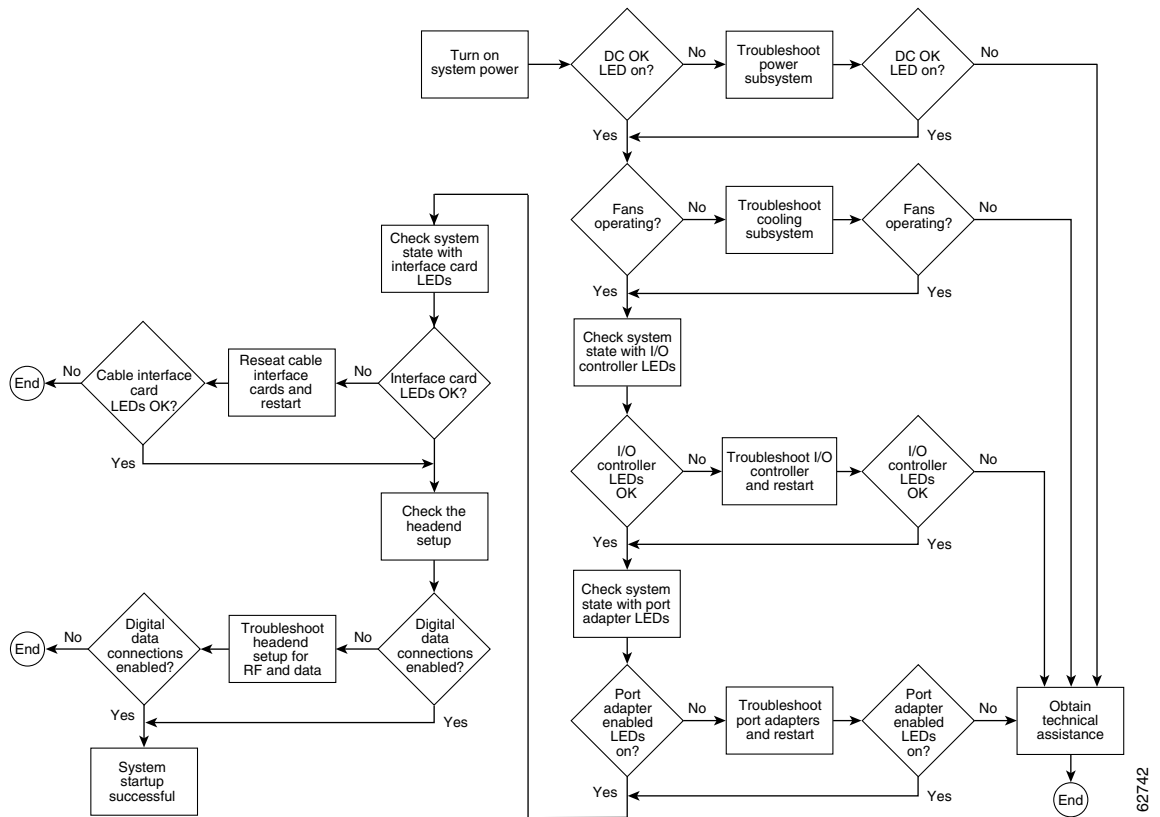 Turn on
system power
DC OK
LED on?
No
Troubleshoot
power
subsystem
DC OK
LED on?
No
Yes
Yes
Fans
operating?
No
Troubleshoot
cooling
subsystem
Fans
operating?
No
Yes
Yes
Check system
state with I/O
controller LEDs
I/O
controller
LEDs
OK
No
Troubleshoot I/O
controller
and restart
I/O
controller
LEDs
OK
No
Yes
Yes
Check system
state with port
adapter LEDs
Port
adapter
enabled
LEDs
on?
No
Troubleshoot
port adapters
and restart
Port
adapter
enabled
LEDs
on?
No
Obtain
technical
assistance
Yes
Yes
End
Check system
state with
interface card
LEDs
Interface card
LEDs OK?
No
Reseat cable
interface
cards and
restart
Cable interface
card
LEDs OK?
No
End
Yes
Check the
headend
setup
Digital
data
connections
enabled?
No
Troubleshoot
headend
setup for
RF and data
Digital
data
connections
enabled?
No
End
Yes
Yes
System
startup
successful
62742